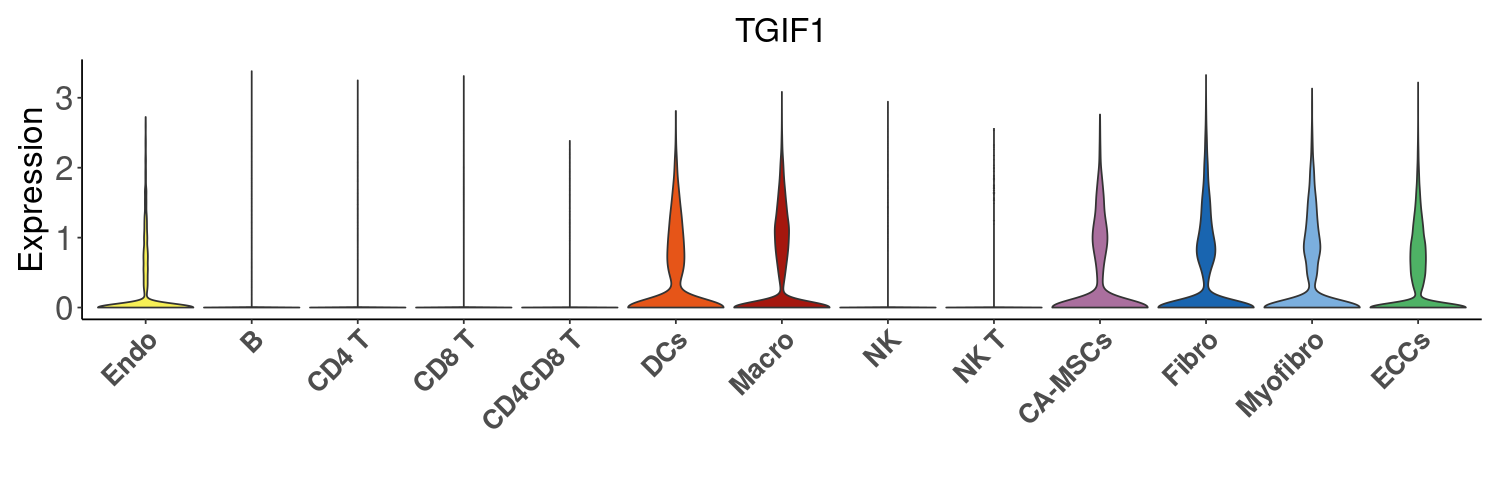 TGIF1
Expression
3
2
1
0
Endo
B
CD4 T
CD8 T
CD4CD8 T
DCs
Macro
NK
NK T
CA-MSCs
Fibro
Myofibro
ECCs